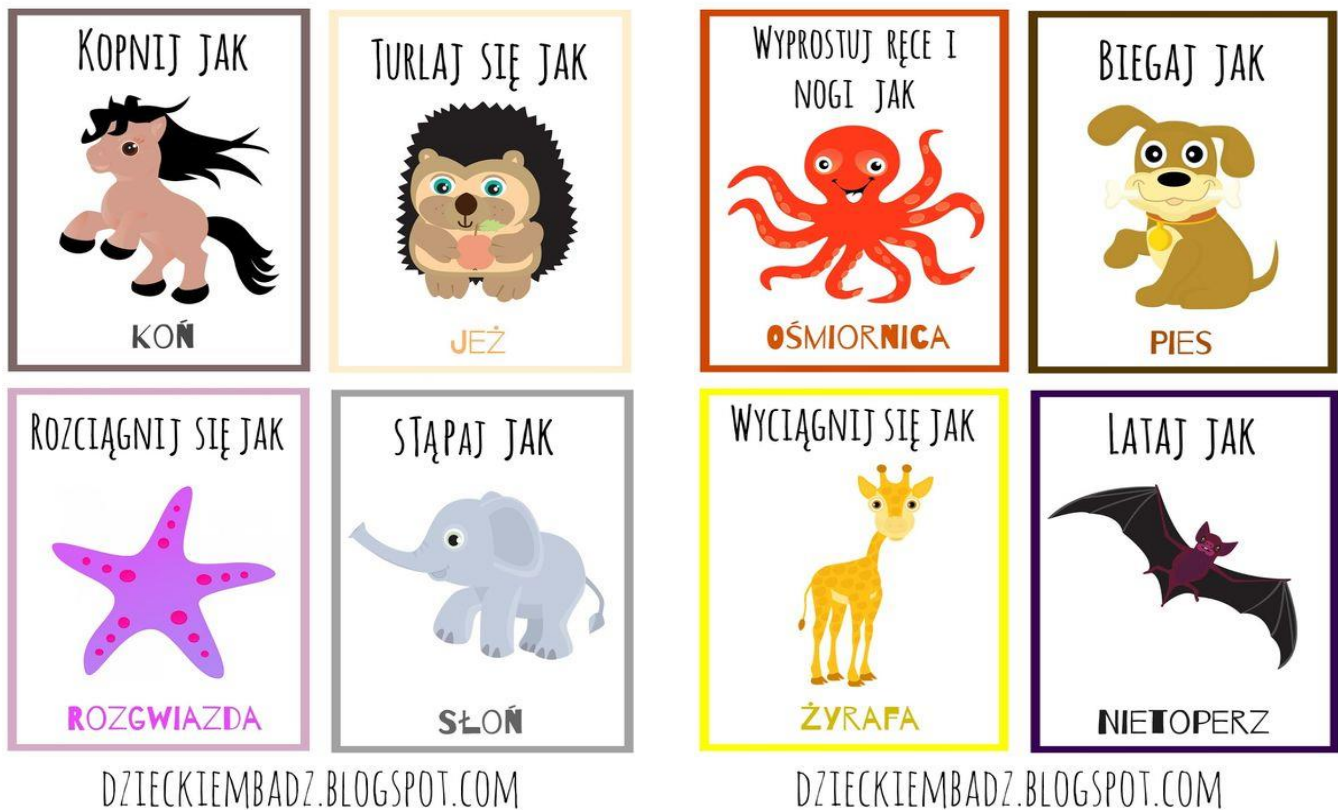 KOPNIJ JAK
KOŃ
TURLAJ SIĘ JAK
JEŻ
WYPROSTUJ RĘCE I
NOGI JAK
OŚMIORNICA
BIEGAJ JAK
PIES
ROZCIĄGNIJ SIĘ JAK
ROZGWIAZDA
STĄPAJ JAK
SŁOŃ
WYCIĄGNIJ SIĘ JAK
ŻYRAFA
LATAJ JAK
NIETOPERZ
DZIECKIEMBADZ.BLOGSPOT.COM
DZIECKIEMBADZ.BLOGSPOT.COM